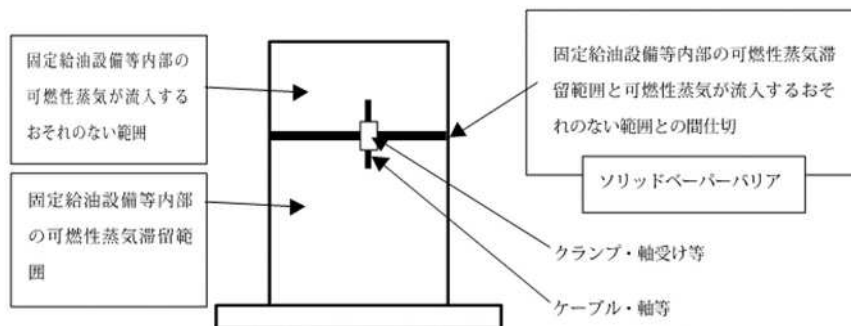 固定給油設備等内部の
可燃性蒸気が流入する
おそれのない範囲
固定給油設備等内部
の可燃性蒸気滞留範
囲
固定給油設備等内部の可燃性蒸気滞
留範囲と可燃性蒸気が流入するおそ
れのない範囲との間仕切
ソリッドベーパーバリア
クランプ・軸受け等
ケーブル・軸等